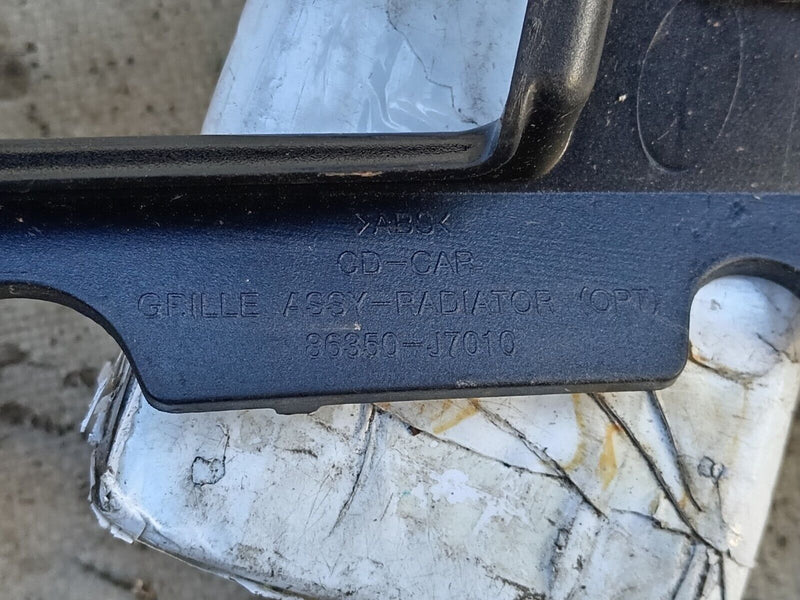 >ABS<
CD-CAR
GRILLE ASSY-RADIATOR (OPT)
86350-J7010